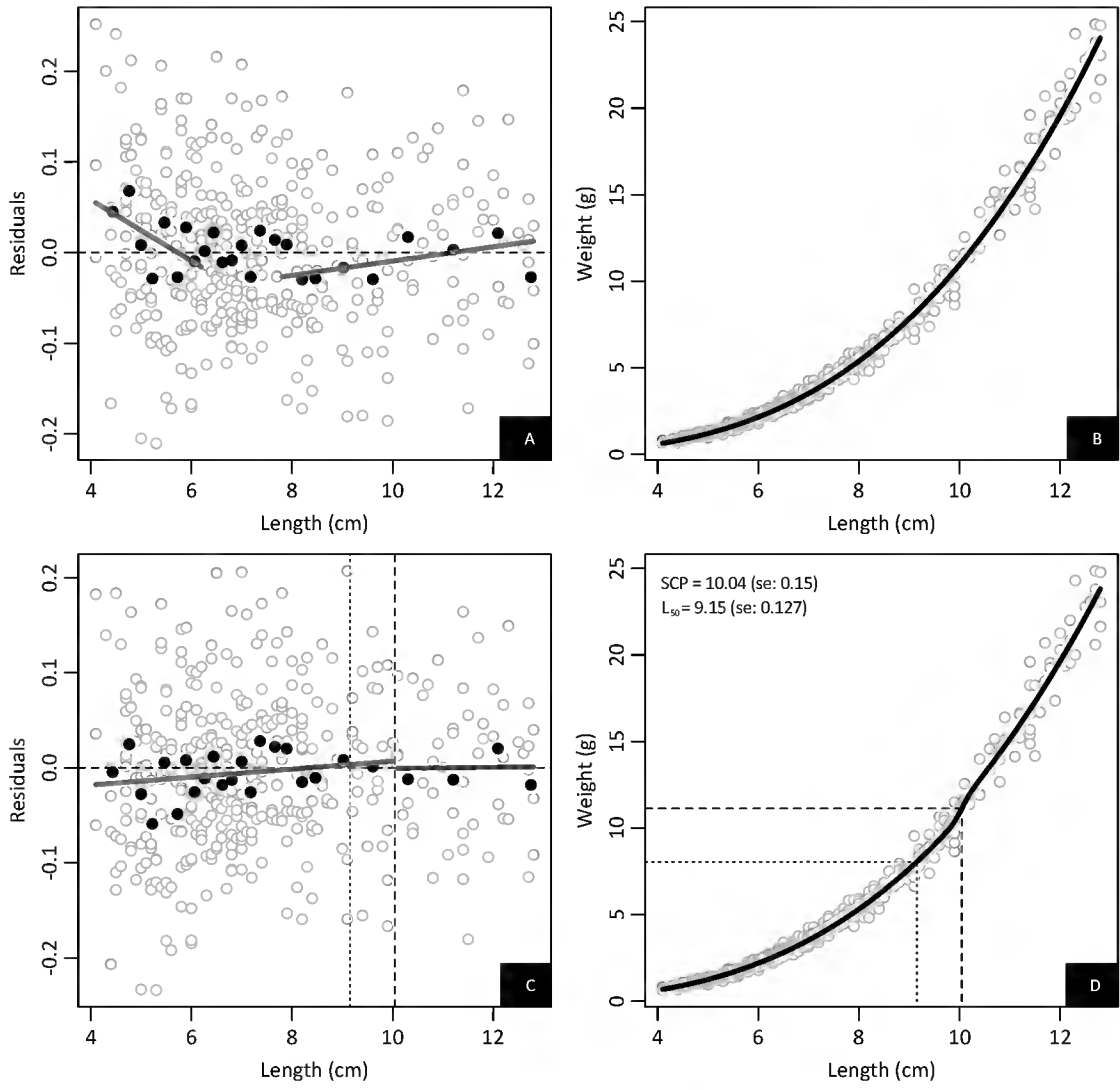 Residuals
0.2
0.1
0.0
-0.1
-0.2
4 6 8 10 12
Length (cm)
A
Weight (g)
25
20
15
10
5
0
4 6 8 10 12
Length (cm)
B
Residuals
0.2
0.1
0.0
-0.1
-0.2
4 6 8 10 12
Length (cm)
C
Weight (g)
25
20
15
10
5
0
SCP = 10.04 (se: 0.15)
L₅₀ = 9.15 (se: 0.127)
4 6 8 10 12
Length (cm)
D